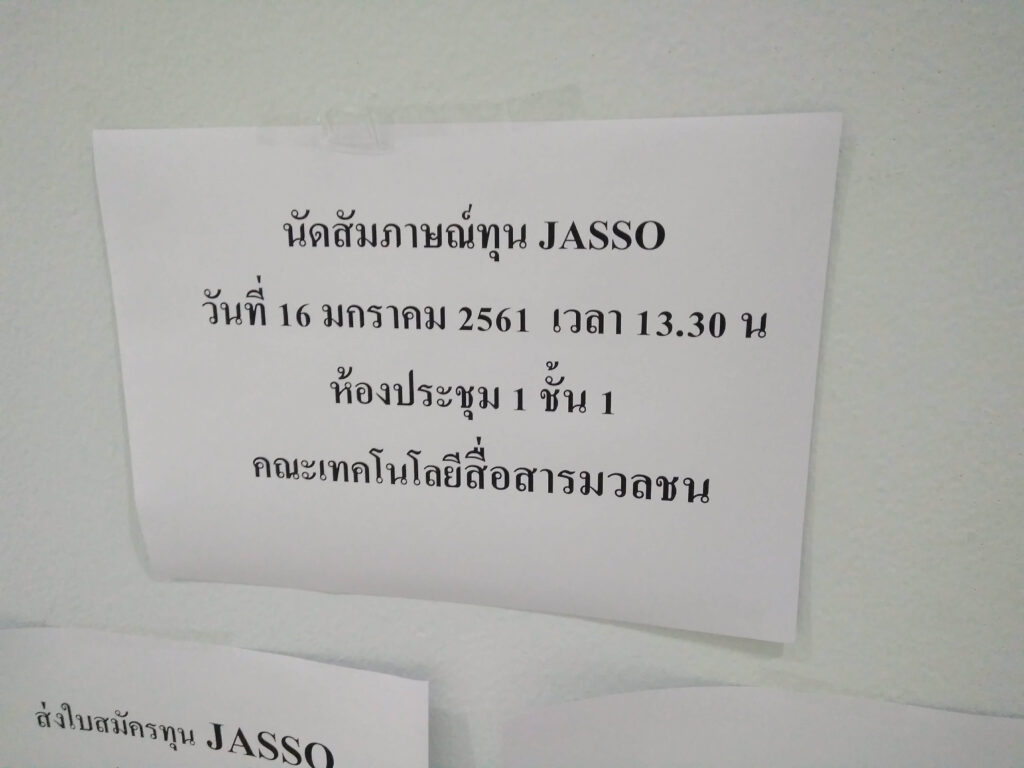 นัดสัมภาษณ์ทุน JASSO
วันที่ 16 มกราคม 2561 เวลา 13.30 น
ห้องประชุม 1 ชั้น 1
คณะเทคโนโลยีสื่อสารมวลชน
ส่งใบสมัครทุน JASSO